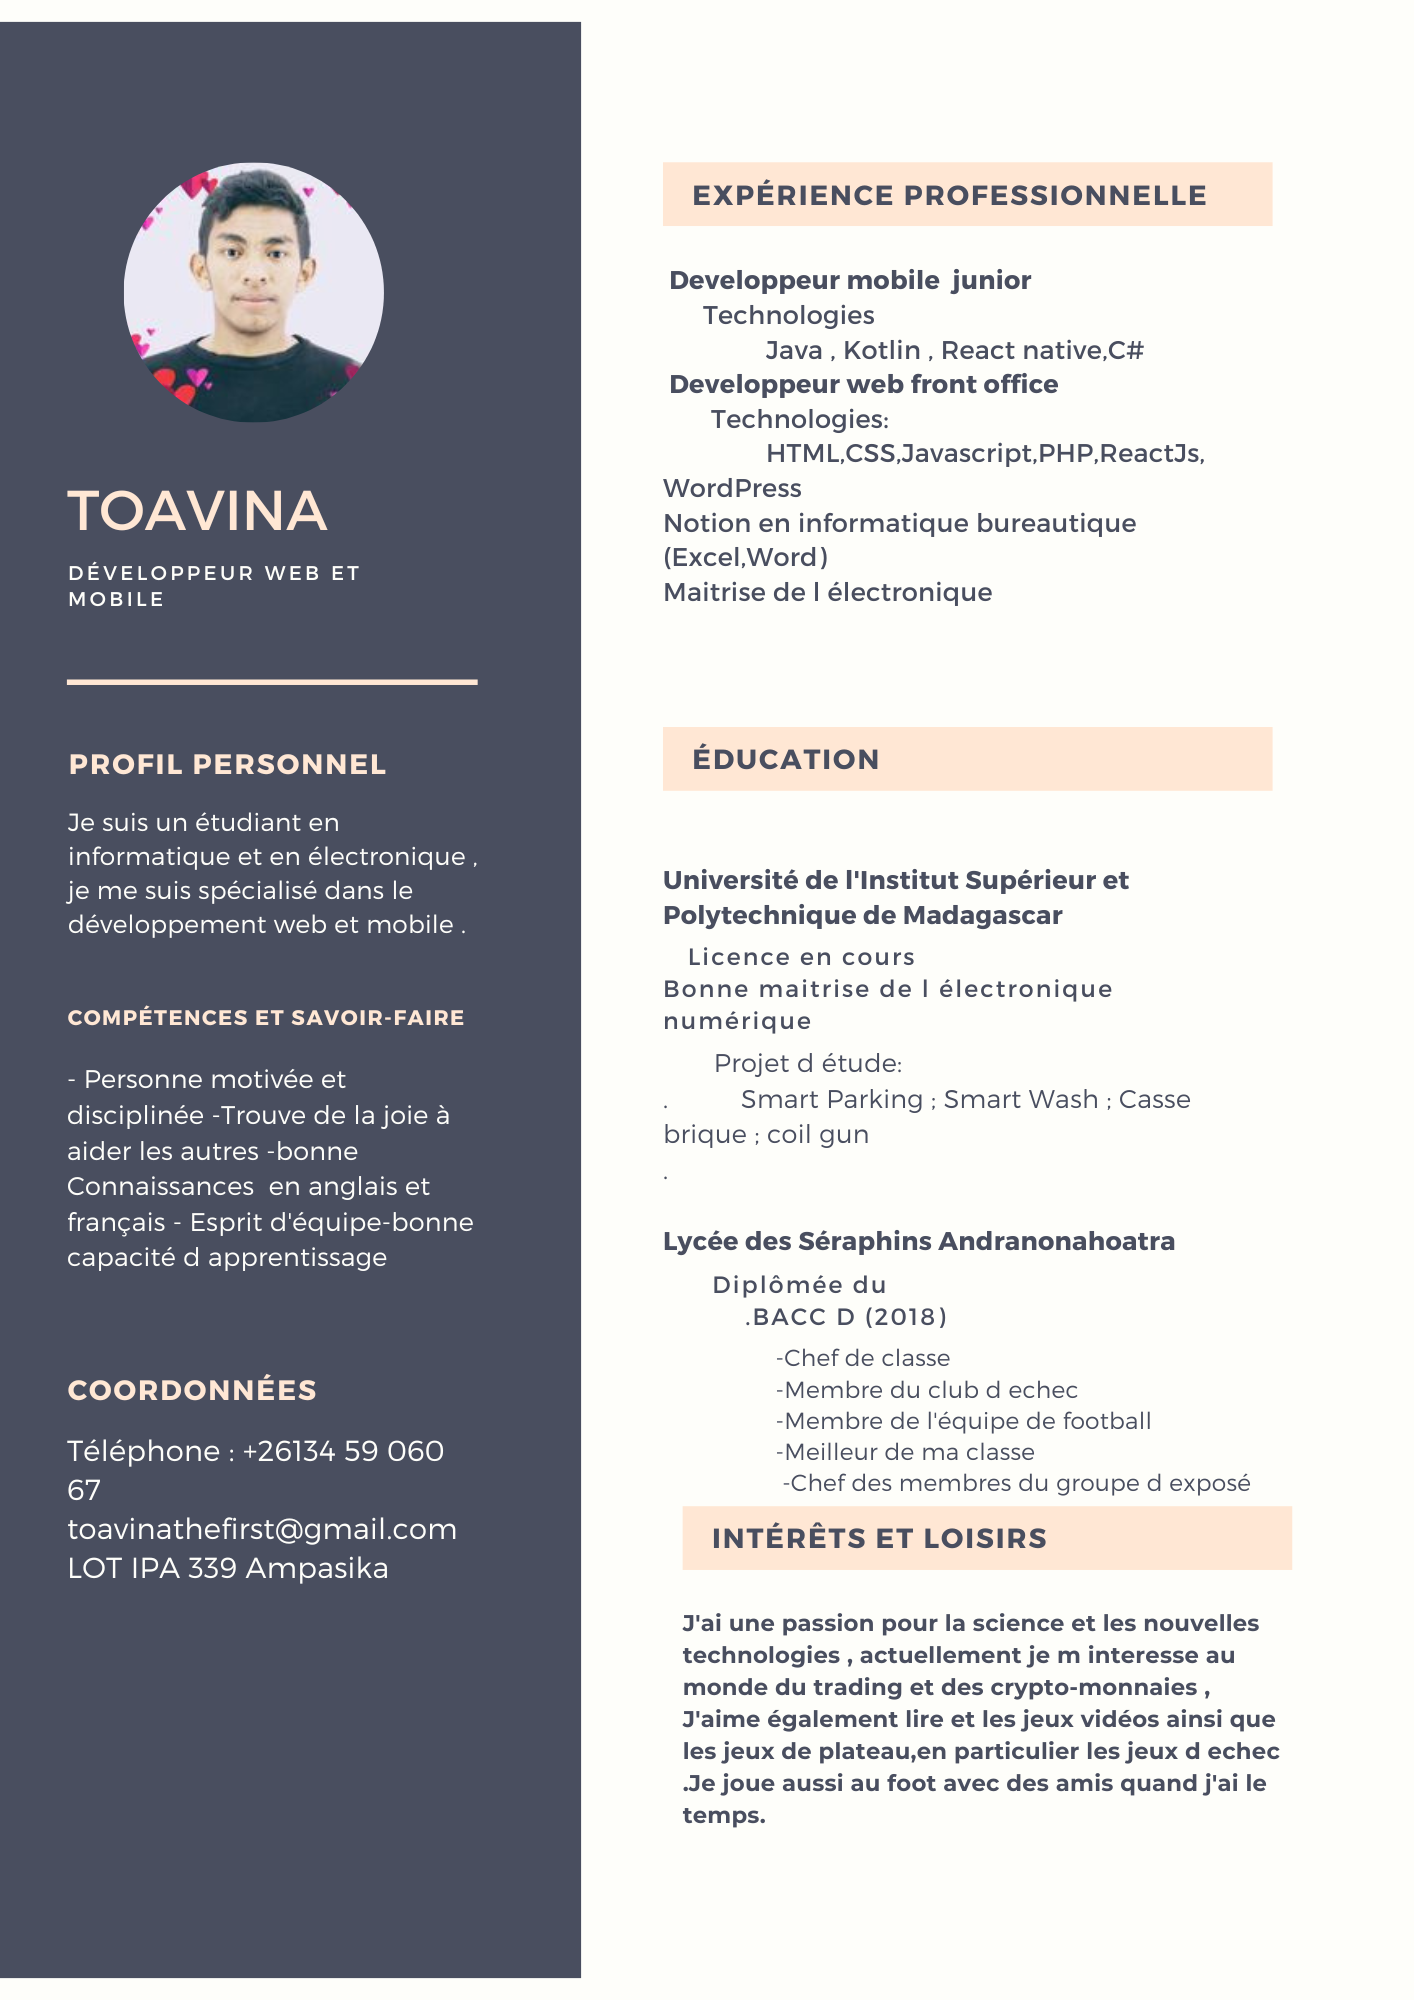 TOAVINA
DÉVELOPPEUR WEB ET
MOBILE
PROFIL PERSONNEL
Je suis un étudiant en
informatique et en électronique ,
je me suis spécialisé dans le
développement web et mobile .
COMPÉTENCES ET SAVOIR-FAIRE
- Personne motivée et
disciplinée -Trouve de la joie à
aider les autres -bonne
Connaissances  en anglais et
français - Esprit d'équipe-bonne
capacité d apprentissage
COORDONNÉES
Téléphone : +26134 59 060
67
toavinathefirst@gmail.com
LOT IPA 339 Ampasika
EXPÉRIENCE PROFESSIONNELLE
Developpeur mobile  junior
Technologies
Java , Kotlin , React native,C#
Developpeur web front office
Technologies:
HTML,CSS,Javascript,PHP,ReactJs,
WordPress
Notion en informatique bureautique
(Excel,Word)
Maitrise de l électronique
ÉDUCATION
Université de l'Institut Supérieur et
Polytechnique de Madagascar
Licence en cours
Bonne maitrise de l électronique
numérique
Projet d étude:
. Smart Parking ; Smart Wash ; Casse
brique ; coil gun
.
Lycée des Séraphins Andranonahoatra
Diplômée du
.BACC D (2018)
-Chef de classe
-Membre du club d echec
-Membre de l'équipe de football
-Meilleur de ma classe
-Chef des membres du groupe d exposé
INTÉRÊTS ET LOISIRS
J'ai une passion pour la science et les nouvelles
technologies , actuellement je m interesse au
monde du trading et des crypto-monnaies ,
J'aime également lire et les jeux vidéos ainsi que
les jeux de plateau,en particulier les jeux d echec
.Je joue aussi au foot avec des amis quand j'ai le
temps.